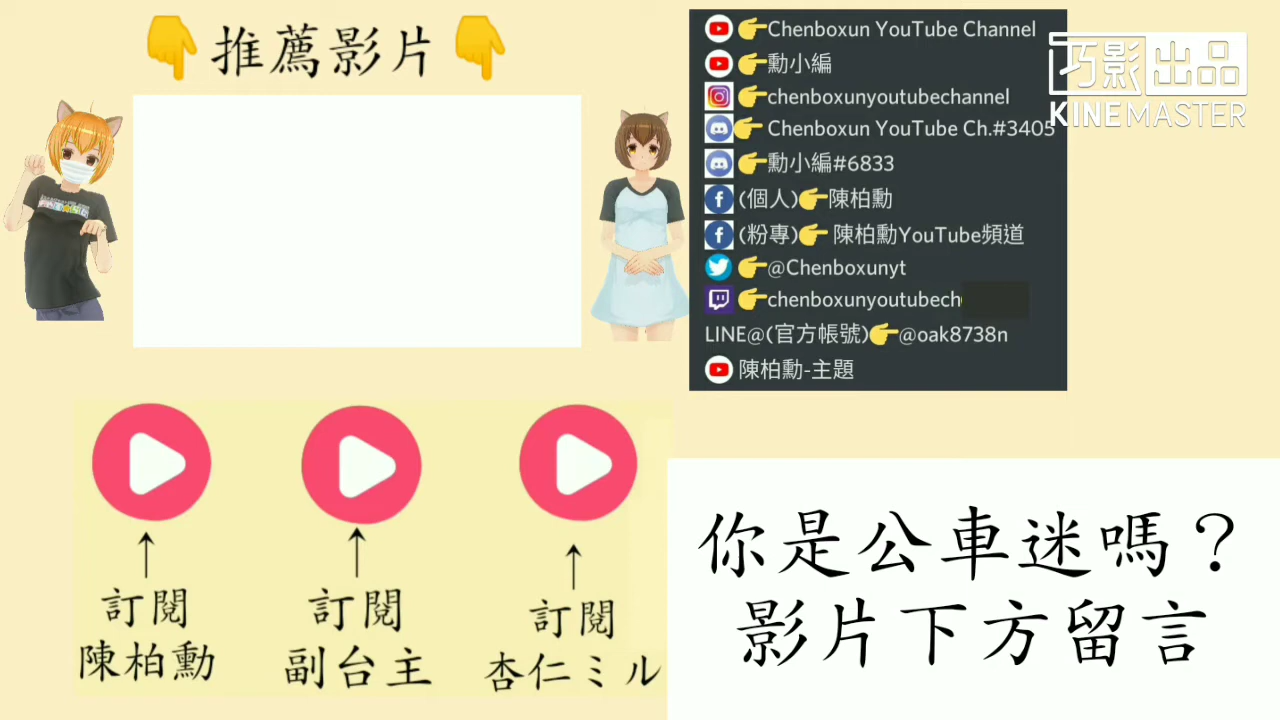 👇推薦影片👇
👉Chenboxun YouTube Channel
👉勳小編
👉chenboxunyoutubechannel
👉Chenboxun YouTube Ch.#3405
👉勳小編#6833
(個人)👉陳柏勳
(粉專)👉陳柏勳YouTube頻道
👉@Chenboxunyt
👉chenboxunyoutubech
LINE@(官方帳號)👉@oak8738n
陳柏勳-主題
巧影出品
KINEMASTER
訂閱
陳柏勳
訂閱
副台主
訂閱
杏仁ミル
你是公車迷嗎？
影片下方留言